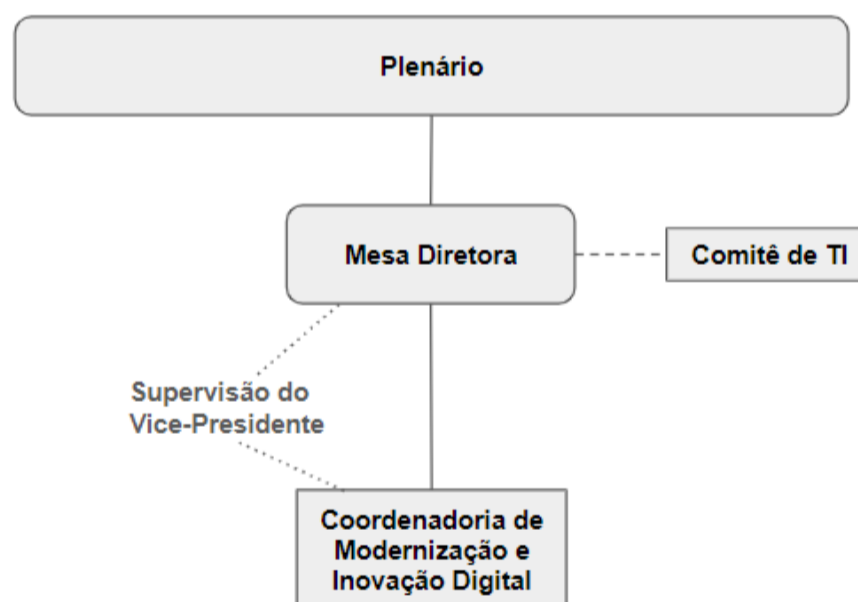 Plenário
Mesa Diretora
Comitê de TI
Supervisão do
Vice-Presidente
Coordenadoria de
Modernização e
Inovação Digital